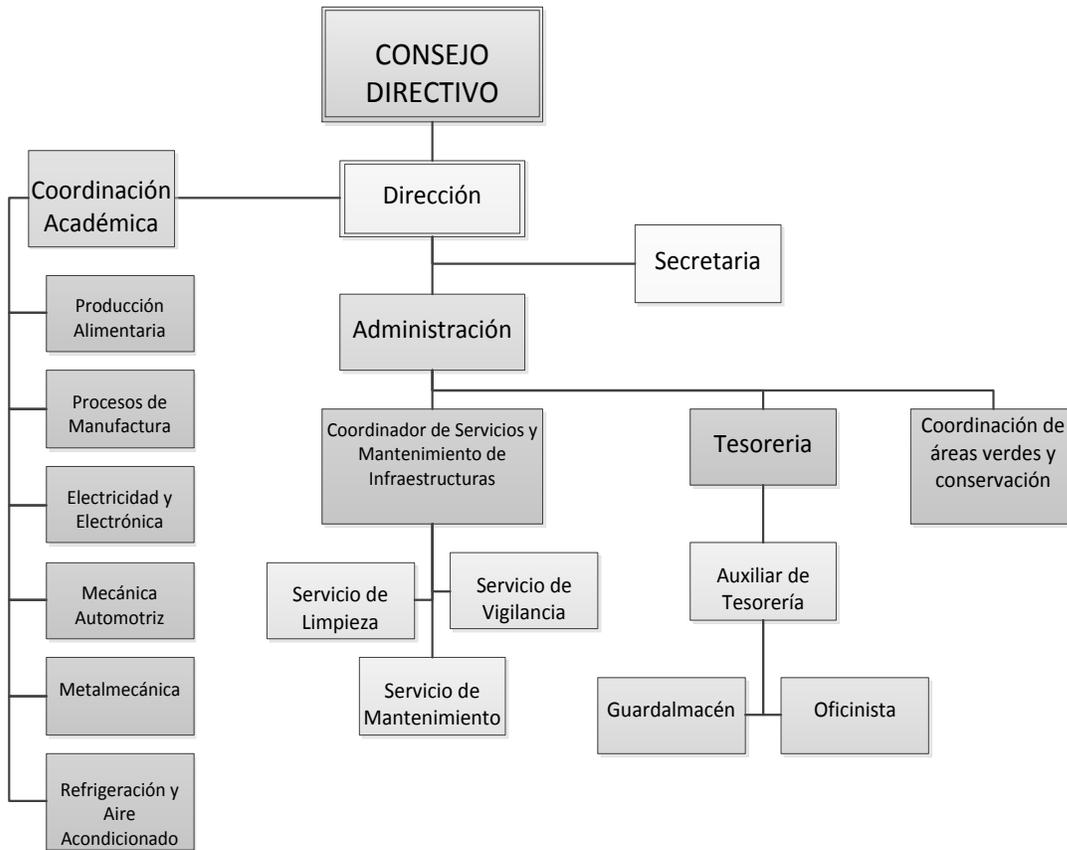 CONSEJO
DIRECTIVO
Dirección
Coordinación
Académica
Secretaria
Administración
Producción
Alimentaria
Procesos de
Manufactura
Electricidad y
Electrónica
Mecánica
Automotriz
Metalmecánica
Refrigeración y
Aire
Acondicionado
Coordinador de Servicios y
Mantenimiento de
Infraestructuras
Servicio de
Limpieza
Servicio de
Vigilancia
Servicio de
Mantenimiento
Tesoreria
Auxiliar de
Tesorería
Guardalmacén
Oficinista
Coordinación de
áreas verdes y
conservación